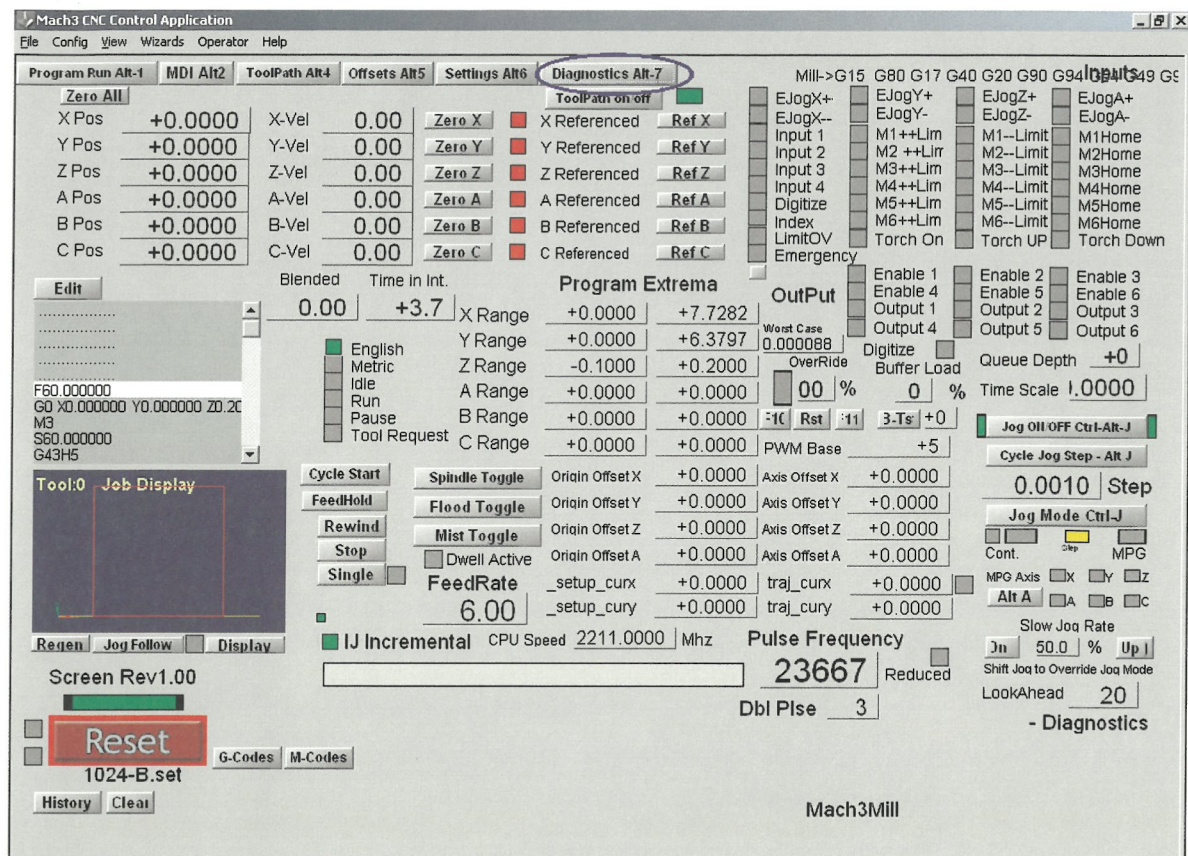 Mach3 CNC Control Application
File Config View Wizards Operator Help
Program Run Alt-1 MDI Alt2 ToolPath Alt4 Offsets Alt5 Settings Alt6 Diagnostics Alt-7
Mill->G15 G80 G17 G40 G20 G90 G94
Inputs
Zero All
ToolPath on off
X Pos +0.0000 X-Vel 0.00 Zero X X Referenced Ref X
Y Pos +0.0000 Y-Vel 0.00 Zero Y Y Referenced Ref Y
Z Pos +0.0000 Z-Vel 0.00 Zero Z Z Referenced Ref Z
A Pos +0.0000 A-Vel 0.00 Zero A A Referenced Ref A
B Pos +0.0000 B-Vel 0.00 Zero B B Referenced Ref B
C Pos +0.0000 C-Vel 0.00 Zero C C Referenced Ref C
EJogX+ EJogY+ EJogZ+ EJogA+
EJogX-- EJogY- EJogZ- EJogA-
Input 1 M1++Lim M1--Limit M1Home
Input 2 M2 ++Lim M2--Limit M2Home
Input 3 M3++Lim M3--Limit M3Home
Input 4 M4++Lim M4--Limit M4Home
Digitize M5++Lim M5--Limit M5Home
Index M6++Lim M6--Limit M6Home
LimitOV Torch On Torch UP Torch Down
Emergency
OutPut
Enable 1 Enable 2 Enable 3
Enable 4 Enable 5 Enable 6
Output 1 Output 2 Output 3
Output 4 Output 5 Output 6
Edit
F60.000000
G0 X0.000000 Y0.000000 Z0.20
M3
S60.000000
G43H5
Blended Time in Int.
0.00 +3.7
English
Metric
Idle
Run
Pause
Tool Request
Program Extrema
X Range +0.0000 +7.7282
Y Range +0.0000 +6.3797
Z Range -0.1000 +0.2000
A Range +0.0000 +0.0000
B Range +0.0000 +0.0000
C Range +0.0000 +0.0000
Worst Case
0.000088
Digitize
OverRide Buffer Load
00 % 0 %
Rst +0
PWM Base +5
Queue Depth +0
Time Scale
Jog ON/OFF Ctrl-Alt-J
Cycle Jog Step - Alt J
0.0010 Step
Jog Mode Ctrl-J
Cont. Step MPG
MPG Axis X Y Z
Alt A A B C
Slow Jog Rate
50.0 % Up
Shift Jog to Override Jog Mode
LookAhead 20
- Diagnostics
Tool:0 Job Display
Cycle Start
FeedHold
Rewind
Stop
Single
Spindle Toggle
Flood Toggle
Mist Toggle
Dwell Active
FeedRate
6.00
Origin Offset X +0.0000 Axis Offset X +0.0000
Origin Offset Y +0.0000 Axis Offset Y +0.0000
Origin Offset Z +0.0000 Axis Offset Z +0.0000
Origin Offset A +0.0000 Axis Offset A +0.0000
_setup_curx +0.0000 traj_curx +0.0000
_setup_cury +0.0000 traj_cury +0.0000
IJ Incremental CPU Speed 2211.0000 Mhz
Pulse Frequency
23667 Reduced
Dbl Plse 3
Regen Jog Follow Display
Screen Rev1.00
Reset
G-Codes M-Codes
1024-B.set
History Clear
Mach3Mill